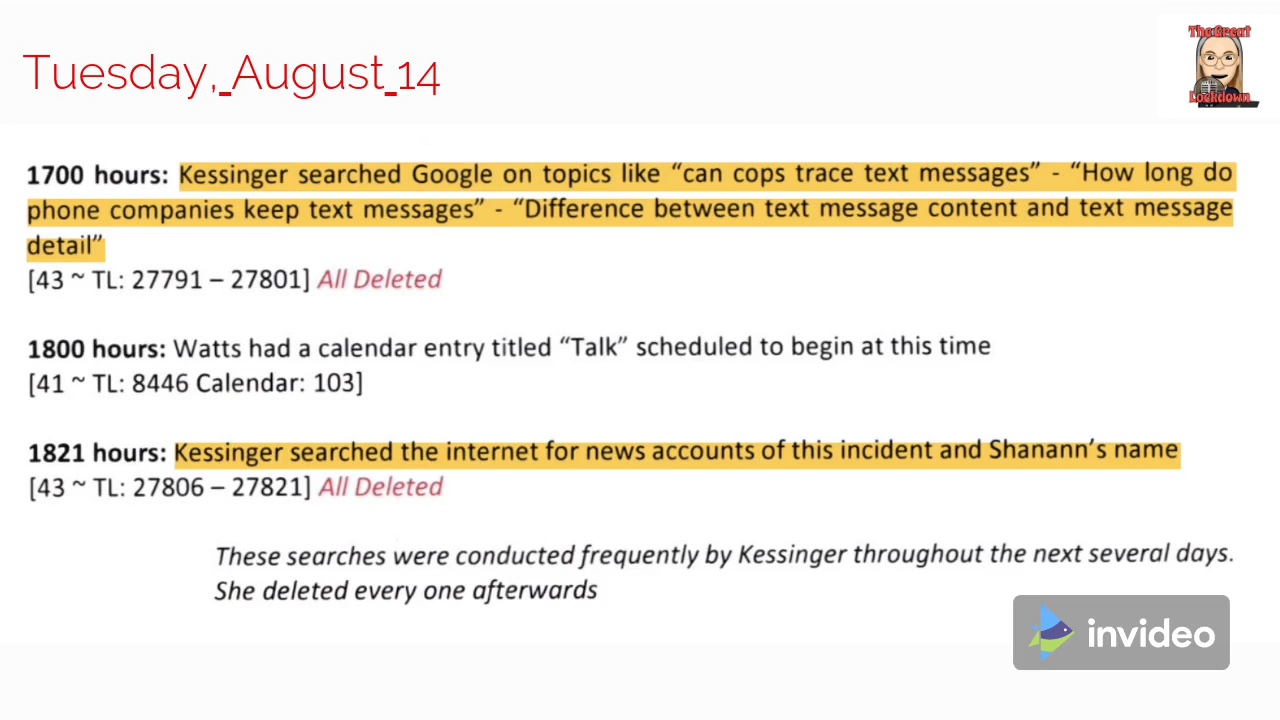 Tuesday, August 14
TheGreat
Lockdown
1700 hours: Kessinger searched Google on topics like “can cops trace text messages” - “How long do
phone companies keep text messages” - “Difference between text message content and text message
detail”
[43 ~ TL: 27791 – 27801] All Deleted
1800 hours: Watts had a calendar entry titled “Talk” scheduled to begin at this time
[41 ~ TL: 8446 Calendar: 103]
1821 hours: Kessinger searched the internet for news accounts of this incident and Shanann’s name
[43 ~ TL: 27806 – 27821] All Deleted
These searches were conducted frequently by Kessinger throughout the next several days.
She deleted every one afterwards
invideo